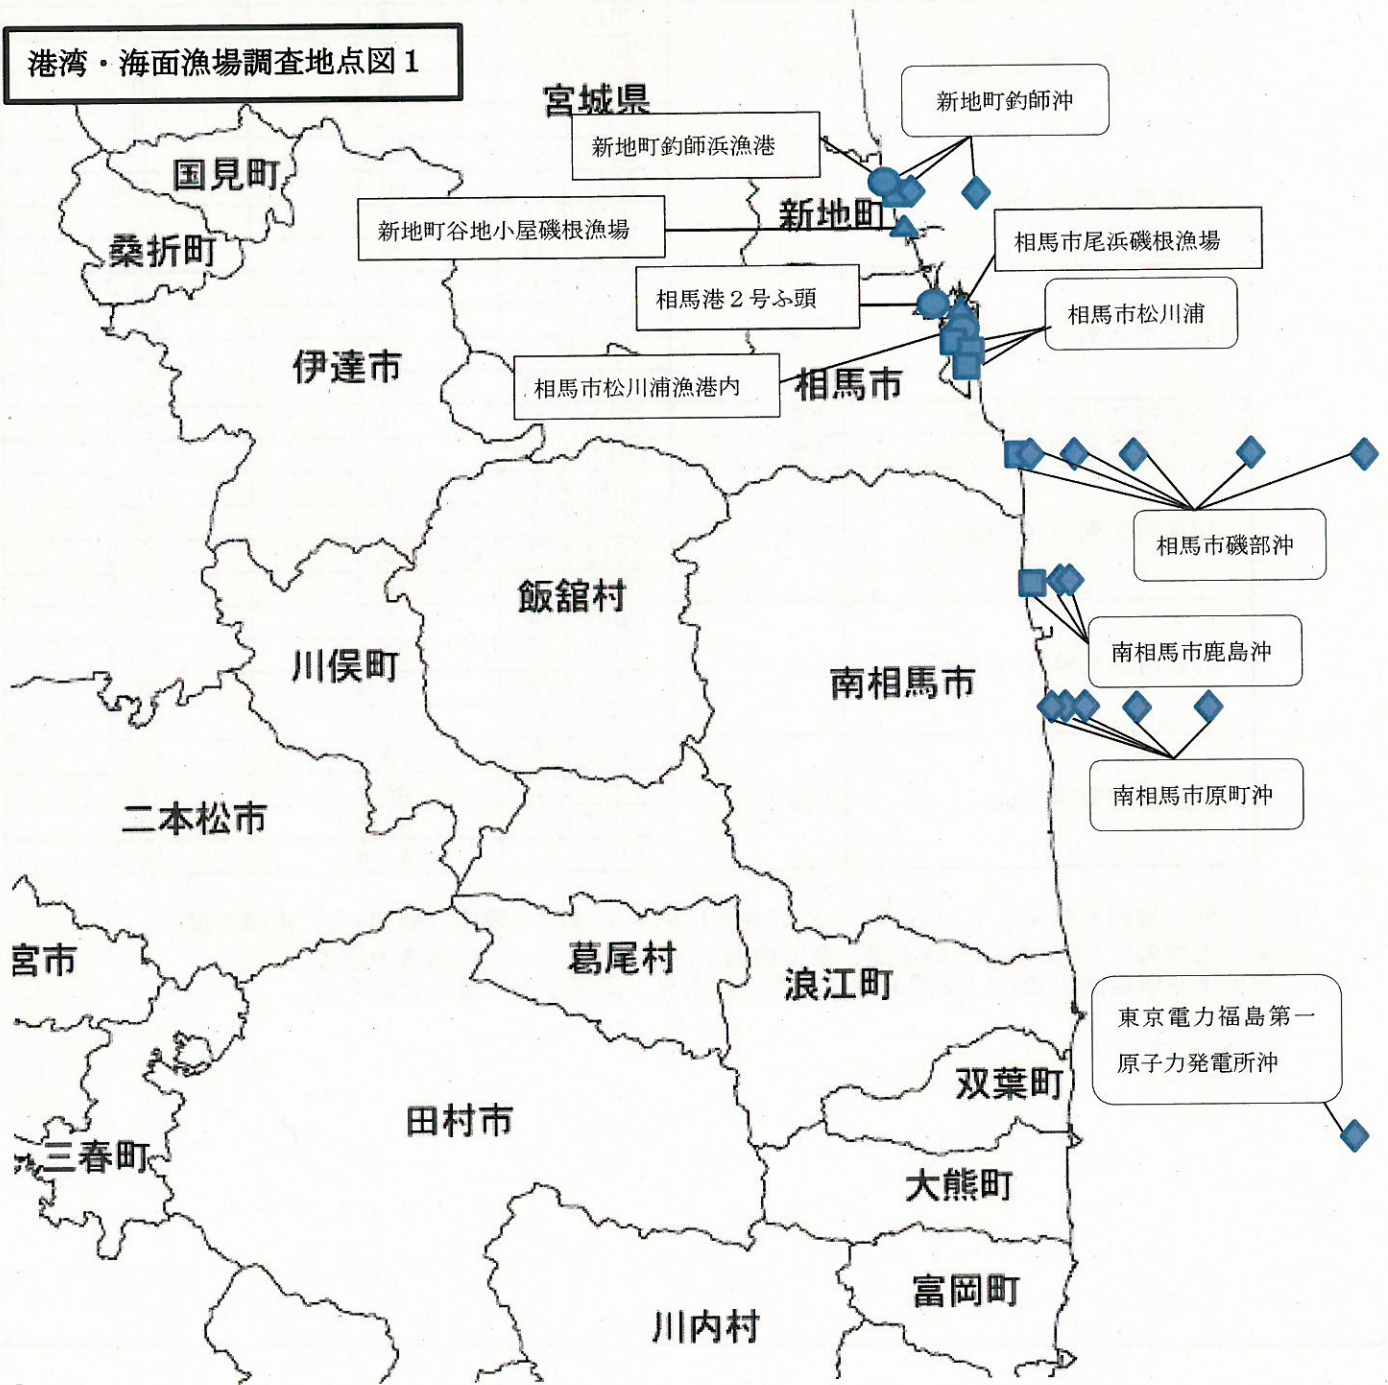 港湾・海面漁場調査地点図1
宮城県
新地町釣師沖
新地町釣師浜漁港
国見町
新地町
新地町谷地小屋磯根漁場
相馬市尾浜磯根漁場
桑折町
相馬港2号ふ頭
相馬市松川浦
伊達市
相馬市松川浦漁港内
相馬市
相馬市磯部沖
飯舘村
南相馬市鹿島沖
川俣町
南相馬市
南相馬市原町沖
二本松市
宮市
葛尾村
浪江町
東京電力福島第一
原子力発電所沖
双葉町
田村市
三春町
大熊町
富岡町
川内村